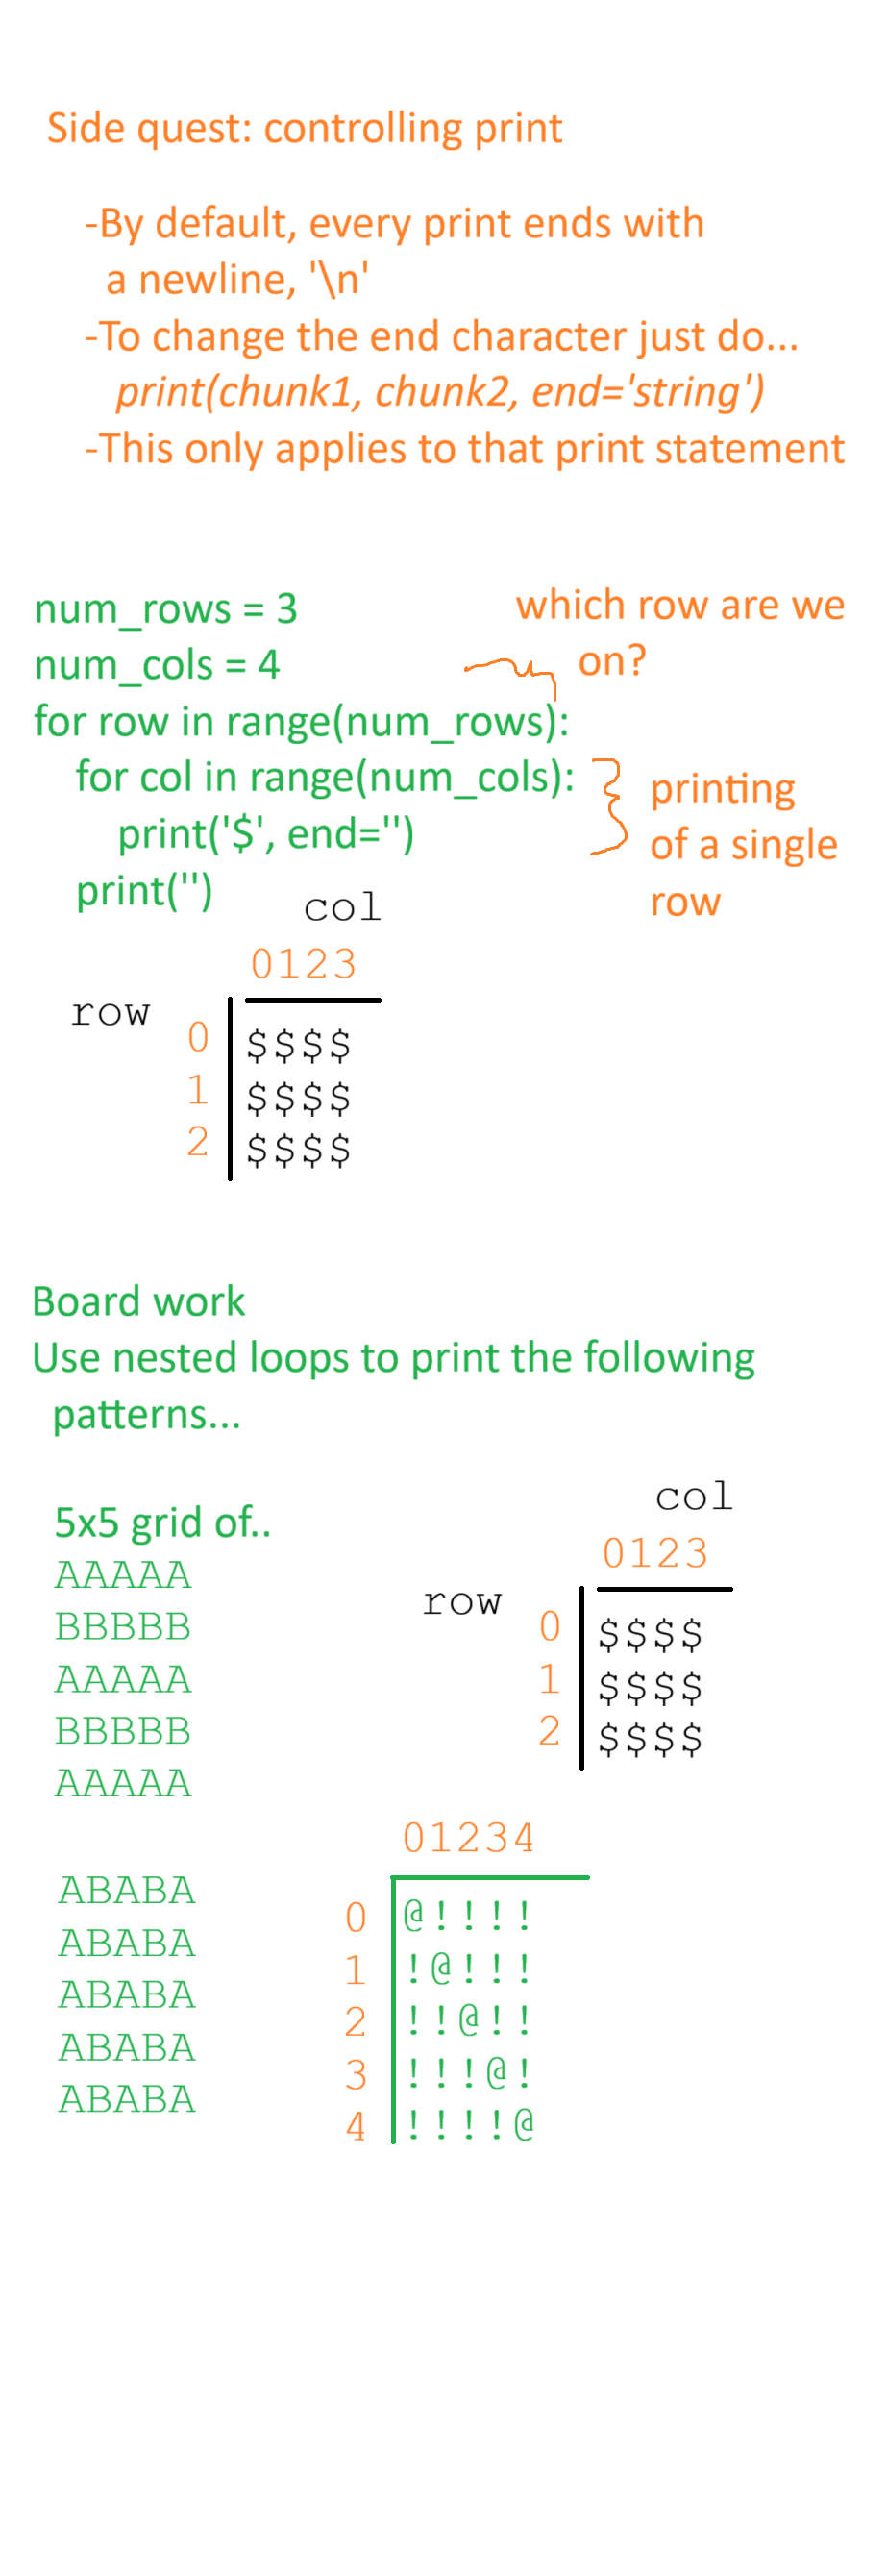 Side quest: controlling print
-By default, every print ends with
a newline, '\n'
-To change the end character just do...
print(chunk1, chunk2, end='string')
-This only applies to that print statement
num_rows = 3
num_cols = 4
for row in range(num_rows):
for col in range(num_cols):
print('$', end='')
print('')
which row are we
on?
printing
of a single
row
col
0123
row
0 $$$$
1 $$$$
2 $$$$
Board work
Use nested loops to print the following
patterns...
5x5 grid of..
AAAAA
BBBBB
AAAAA
BBBBB
AAAAA
col
0123
row
0 $$$$
1 $$$$
2 $$$$
ABABA
ABABA
ABABA
ABABA
ABABA
01234
0 @!!!!
1 !@!!!
2 !!@!!
3 !!!@!
4 !!!!@